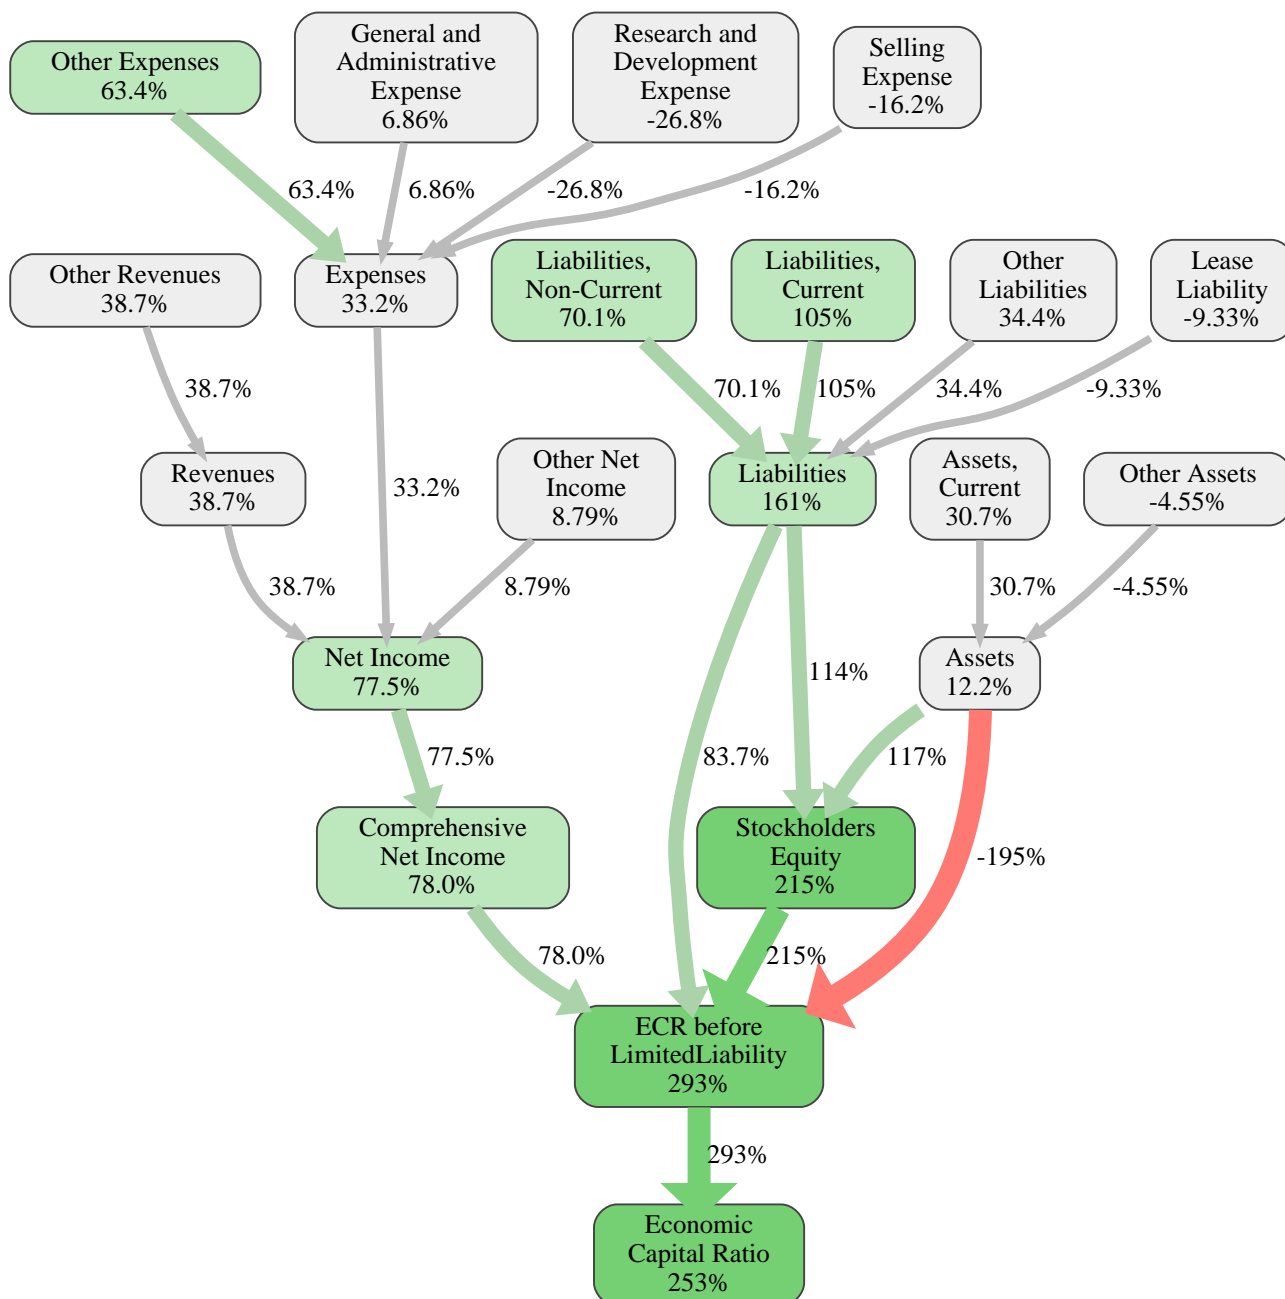 Other Expenses
63.4%
General and
Administrative
Expense
6.86%
Research and
Development
Expense
-26.8%
Selling
Expense
-16.2%
63.4%
6.86%
-26.8%
-16.2%
Other Revenues
38.7%
Expenses
33.2%
Liabilities,
Non-Current
70.1%
Liabilities,
Current
105%
Other
Liabilities
34.4%
Lease
Liability
-9.33%
38.7%
70.1%
105%
34.4%
-9.33%
Revenues
38.7%
33.2%
Other Net
Income
8.79%
Liabilities
161%
Assets,
Current
30.7%
Other Assets
-4.55%
38.7%
8.79%
30.7%
-4.55%
Net Income
77.5%
114%
Assets
12.2%
77.5%
83.7%
117%
Comprehensive
Net Income
78.0%
Stockholders
Equity
215%
-195%
78.0%
215%
ECR before
LimitedLiability
293%
293%
Economic
Capital Ratio
253%